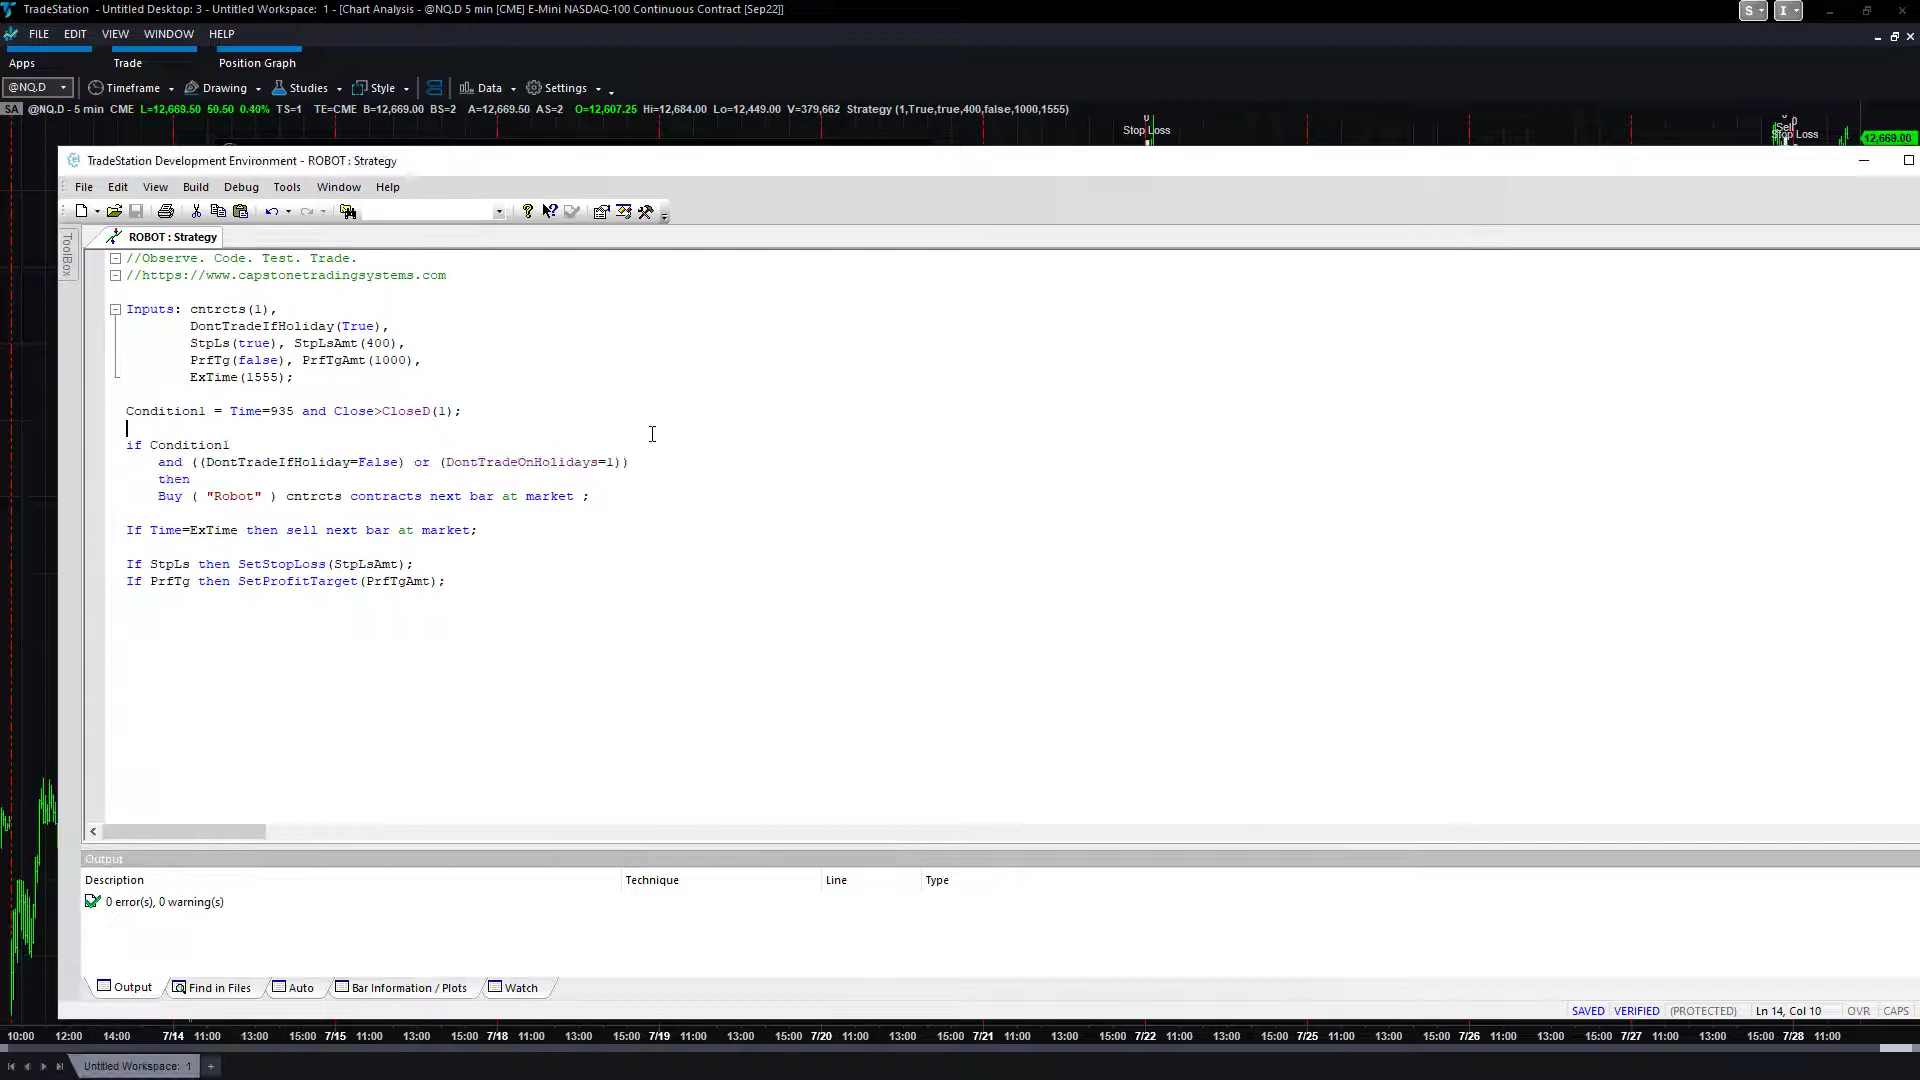 TradeStation - Untitled Desktop: 3 - Untitled Workspace: 1 - [Chart Analysis - @NQ.D 5 min [CME] E-Mini NASDAQ-100 Continuous Contract [Sep22]]
S I
FILE EDIT VIEW WINDOW HELP
Apps Trade Position Graph
@NQ.D Timeframe Drawing Studies Style Data Settings
SA @NQ.D - 5 min CME L=12,669.50 59.50 0.40% TS=1 TE=CME B=12,669.00 BS=2 A=12,669.50 AS=2 O=12,607.25 Hi=12,684.00 Lo=12,449.00 V=379,662 Strategy (1,True,true,400,false,1000,1555)
0
Stop Loss
0
Sell
Stop Loss
12,669.00
TradeStation Development Environment - ROBOT : Strategy
File Edit View Build Debug Tools Window Help
ToolBox
ROBOT : Strategy
//Observe. Code. Test. Trade.
//https://www.capstonetradingsystems.com
Inputs: cntrcts(1),
DontTradeIfHoliday(True),
StpLs(true), StpLsAmt(400),
PrfTg(false), PrfTgAmt(1000),
ExTime(1555);
Condition1 = Time=935 and Close>CloseD(1);
if Condition1
and ((DontTradeIfHoliday=False) or (DontTradeOnHolidays=1))
then
Buy ( "Robot" ) cntrcts contracts next bar at market ;
If Time=ExTime then sell next bar at market;
If StpLs then SetStopLoss(StpLsAmt);
If PrfTg then SetProfitTarget(PrfTgAmt);
Output
Description Technique Line Type
0 error(s), 0 warning(s)
Output Find in Files Auto Bar Information / Plots Watch
SAVED VERIFIED (PROTECTED) Ln 14, Col 10 OVR CAPS
10:00 12:00 14:00 7/14 11:00 13:00 15:00 7/15 11:00 13:00 15:00 7/18 11:00 13:00 15:00 7/19 11:00 13:00 15:00 7/20 11:00 13:00 15:00 7/21 11:00 13:00 15:00 7/22 11:00 13:00 15:00 7/25 11:00 13:00 15:00 7/26 11:00 13:00 15:00 7/27 11:00 13:00 15:00 7/28 11:00
Untitled Workspace: 1 +